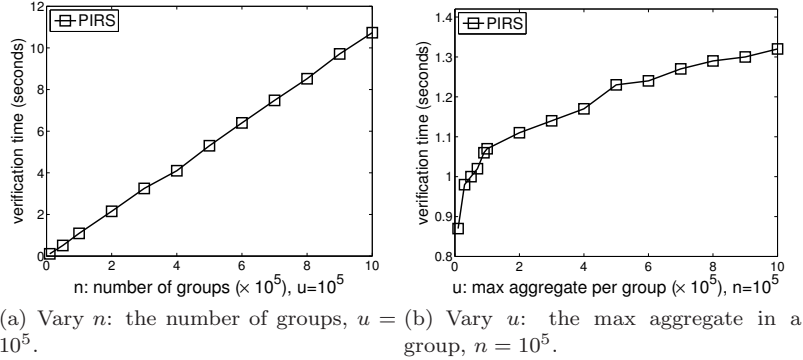 12
10
8
6
4
2
0
PIRS
verification time (seconds)
0 2 4 6 8 10
n: number of groups (× 10^5), u=10^5
1.4
1.3
1.2
1.1
1
0.9
0.8
PIRS
verification time (seconds)
0 2 4 6 8 10
u: max aggregate per group (× 10^5), n=10^5
(a) Vary n: the number of groups, u =
10^5.
(b) Vary u: the max aggregate in a
group, n = 10^5.